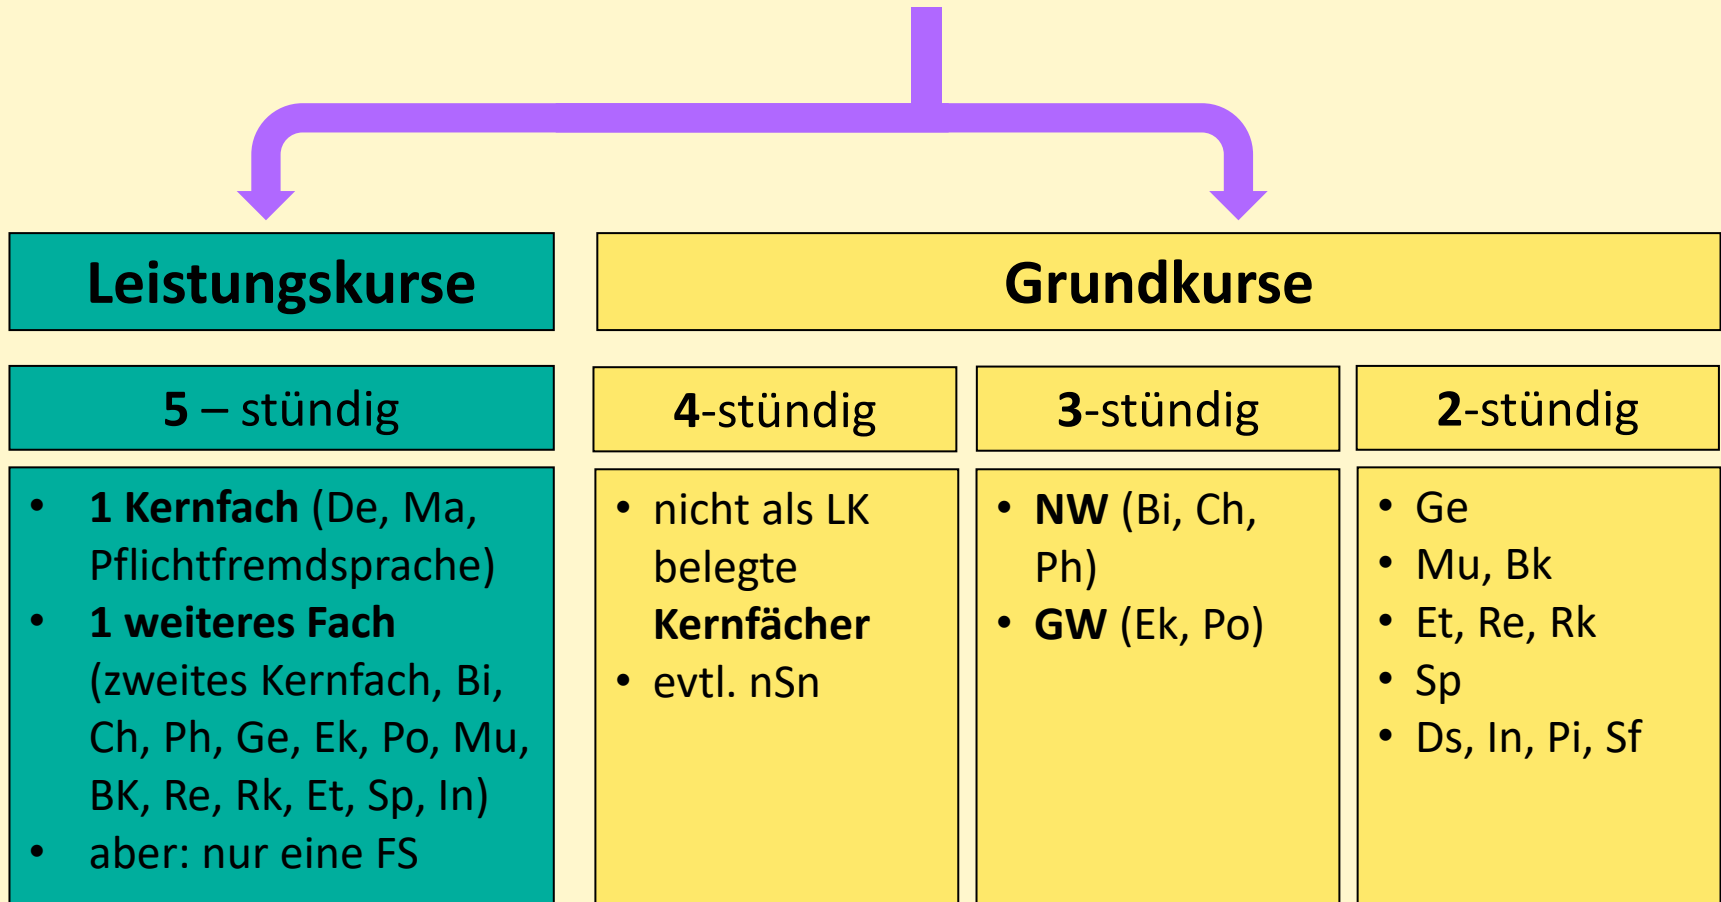 Leistungskurse
Grundkurse
5 – stündig
4-stündig
3-stündig
2-stündig
• 1 Kernfach (De, Ma,
Pflichtfremdsprache)
• 1 weiteres Fach
(zweites Kernfach, Bi,
Ch, Ph, Ge, Ek, Po, Mu,
BK, Re, Rk, Et, Sp, In)
• aber: nur eine FS
• nicht als LK
belegte
Kernfächer
• evtl. nSn
• NW (Bi, Ch,
Ph)
• GW (Ek, Po)
• Ge
• Mu, Bk
• Et, Re, Rk
• Sp
• Ds, In, Pi, Sf